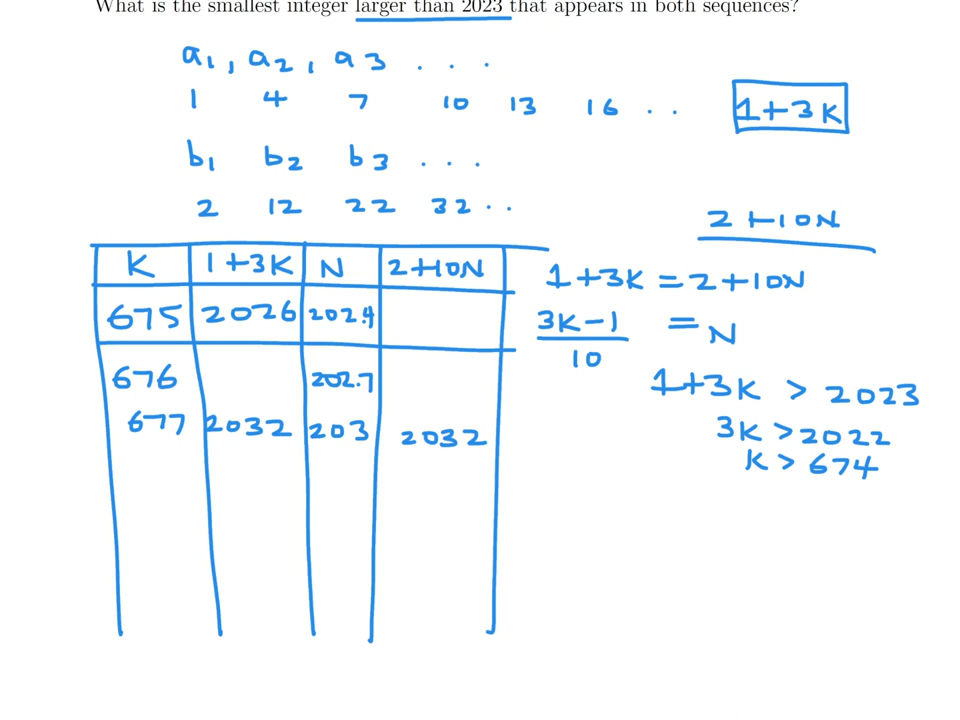 What is the smallest integer larger than 2023 that appears in both sequences?
a1, a2, a3 . . .
1 4 7 10 13 16 . . 1+3K
b1 b2 b3 . . .
2 12 22 32 . .
2+10N
K 1+3K N 2+10N
1+3K = 2+10N
675 2026 202.4
3K-1
10
= N
676 202.7
1+3K > 2023
677 2032 203 2032
3K > 2022
K > 674